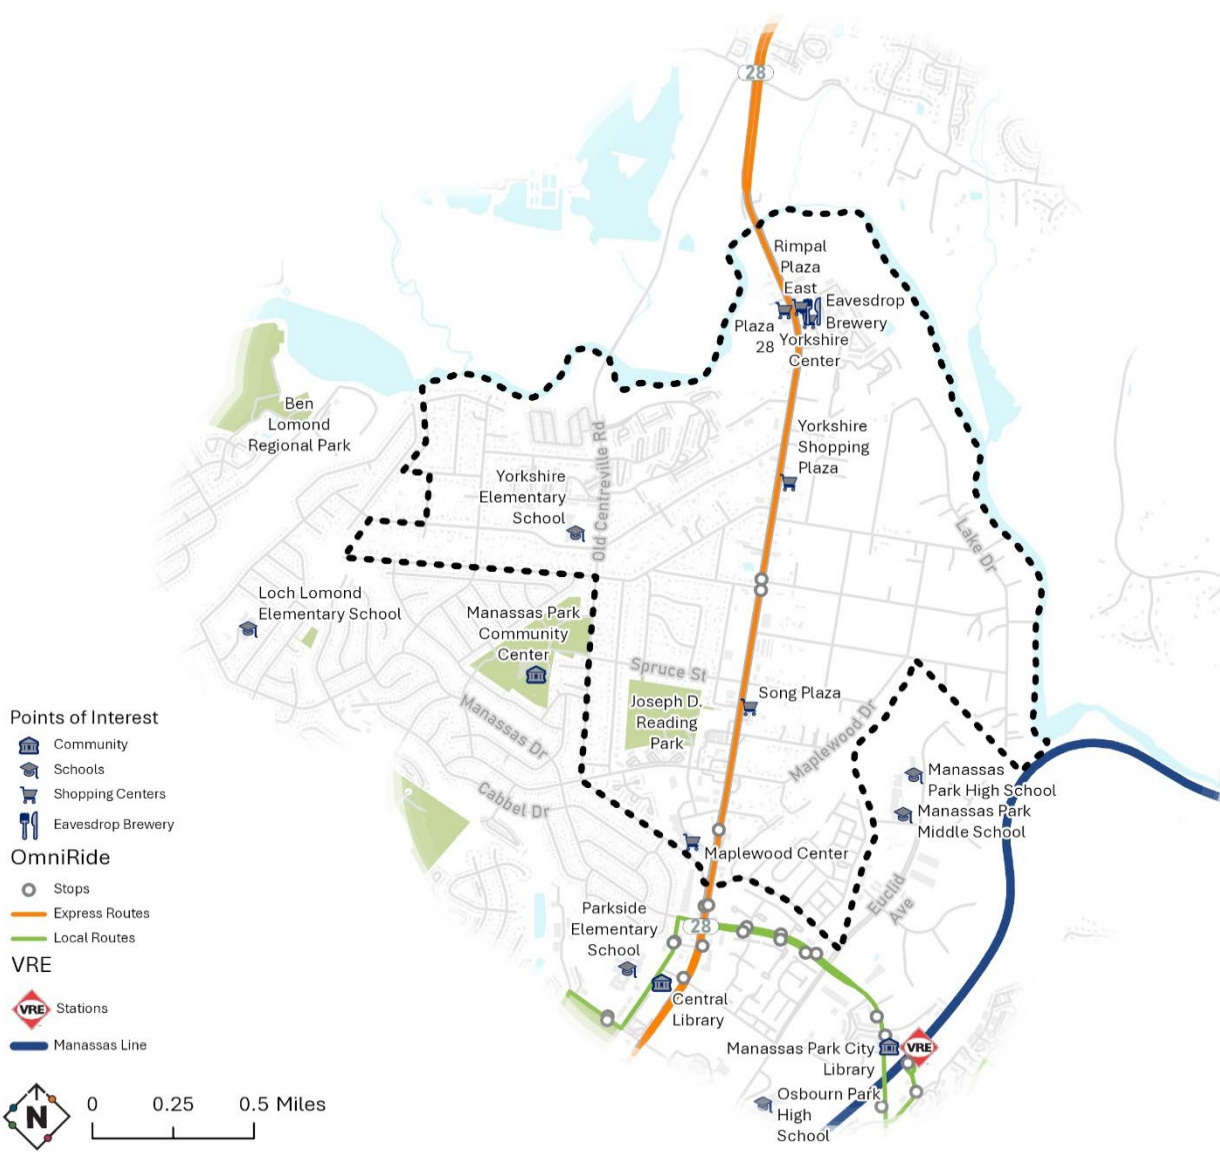 28
Rimpal
Plaza
East
Eavesdrop
Brewery
Plaza
28
Yorkshire
Center
Ben
Lomond
Regional Park
Yorkshire
Shopping
Plaza
Yorkshire
Elementary
School
Old Centreville Rd
Lake Dr
Loch Lomond
Elementary School
Manassas Park
Community
Center
Spruce St
Joseph D.
Reading
Park
Song Plaza
Manassas Dr
Maplewood Dr
Cabbel Dr
Manassas
Park High School
Manassas Park
Middle School
Maplewood Center
Euclid
Ave
Parkside
Elementary
School
28
Central
Library
Manassas Park City
Library
VRE
Osbourn Park
High
School
Points of Interest
Community
Schools
Shopping Centers
Eavesdrop Brewery
OmniRide
Stops
Express Routes
Local Routes
VRE
VRE
Stations
Manassas Line
N
0 0.25 0.5 Miles